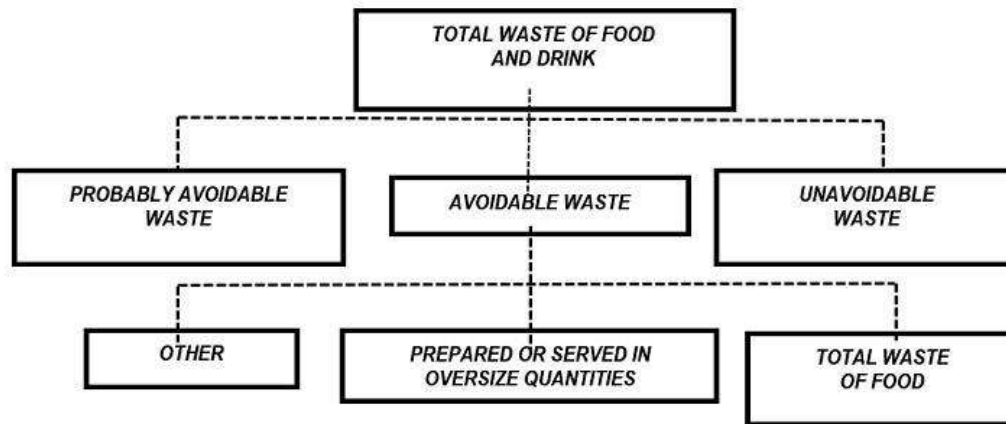 TOTAL WASTE OF FOOD
AND DRINK
PROBABLY AVOIDABLE
WASTE
AVOIDABLE WASTE
UNAVOIDABLE
WASTE
OTHER
PREPARED OR SERVED IN
OVERSIZE QUANTITIES
TOTAL WASTE
OF FOOD